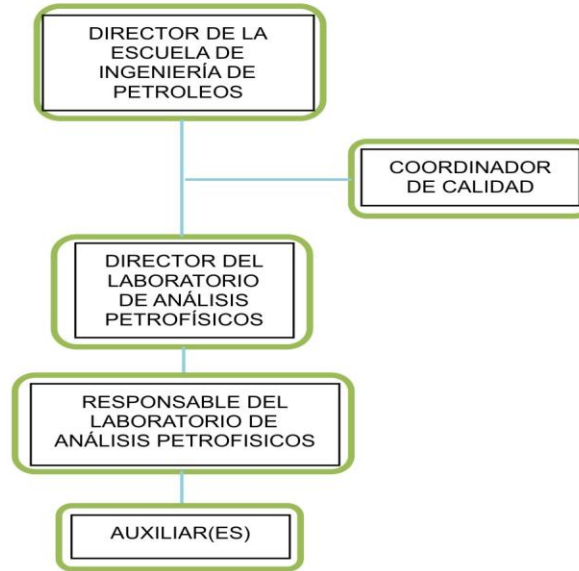 DIRECTOR DE LA
ESCUELA DE
INGENIERÍA DE
PETROLEOS
COORDINADOR
DE CALIDAD
DIRECTOR DEL
LABORATORIO
DE ANÁLISIS
PETROFÍSICOS
RESPONSABLE DEL
LABORATORIO DE
ANÁLISIS PETROFISICOS
AUXILIAR(ES)